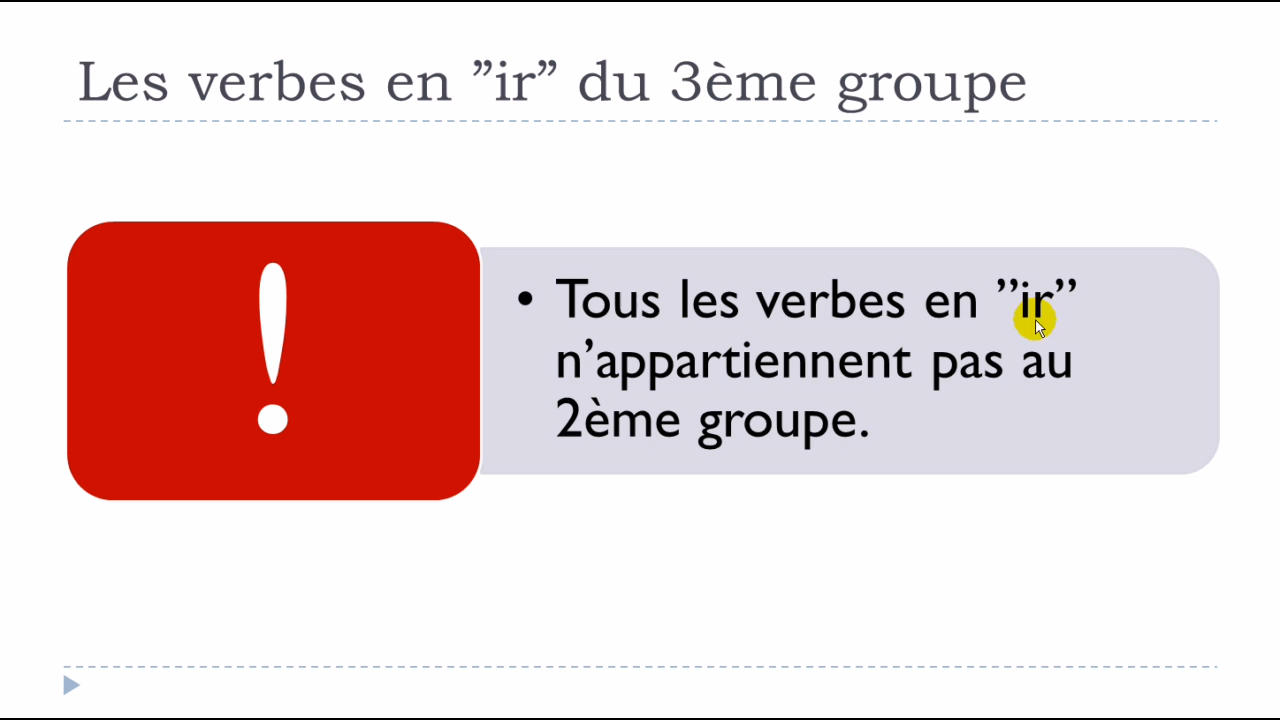 Les verbes en ”ir” du 3ème groupe
!
• Tous les verbes en ”ir”
n’appartiennent pas au
2ème groupe.